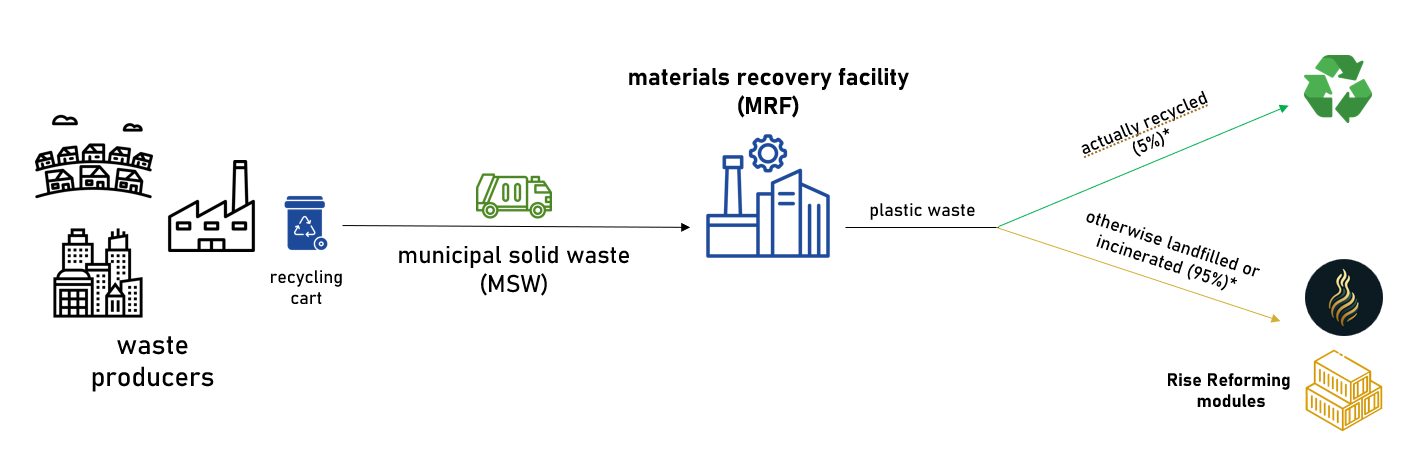 waste
producers
recycling
cart
municipal solid waste
(MSW)
materials recovery facility
(MRF)
plastic waste
actually recycled
(5%)*
otherwise landfilled or
incinerated (95%)*
Rise Reforming
modules